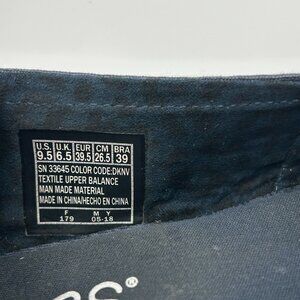 U.S. U.K. EUR CM BRA
9.5 6.5 39.5 26.5 39
SN 33645 COLOR CODE:DKNV
TEXTILE UPPER BALANCE
MAN MADE MATERIAL
MADE IN CHINA/HECHO EN CHINA
F M Y
179 05-18
BS®